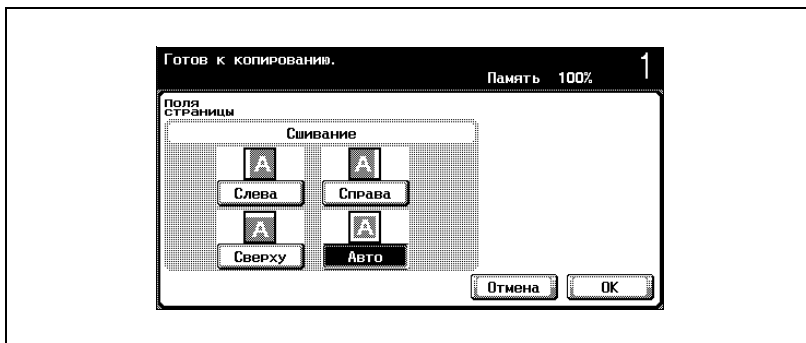 Готов к копированию.
Память 100% 1
Поля
страницы
Сшивание
A A
Слева Справа
A A
Сверху Авто
Отмена OK